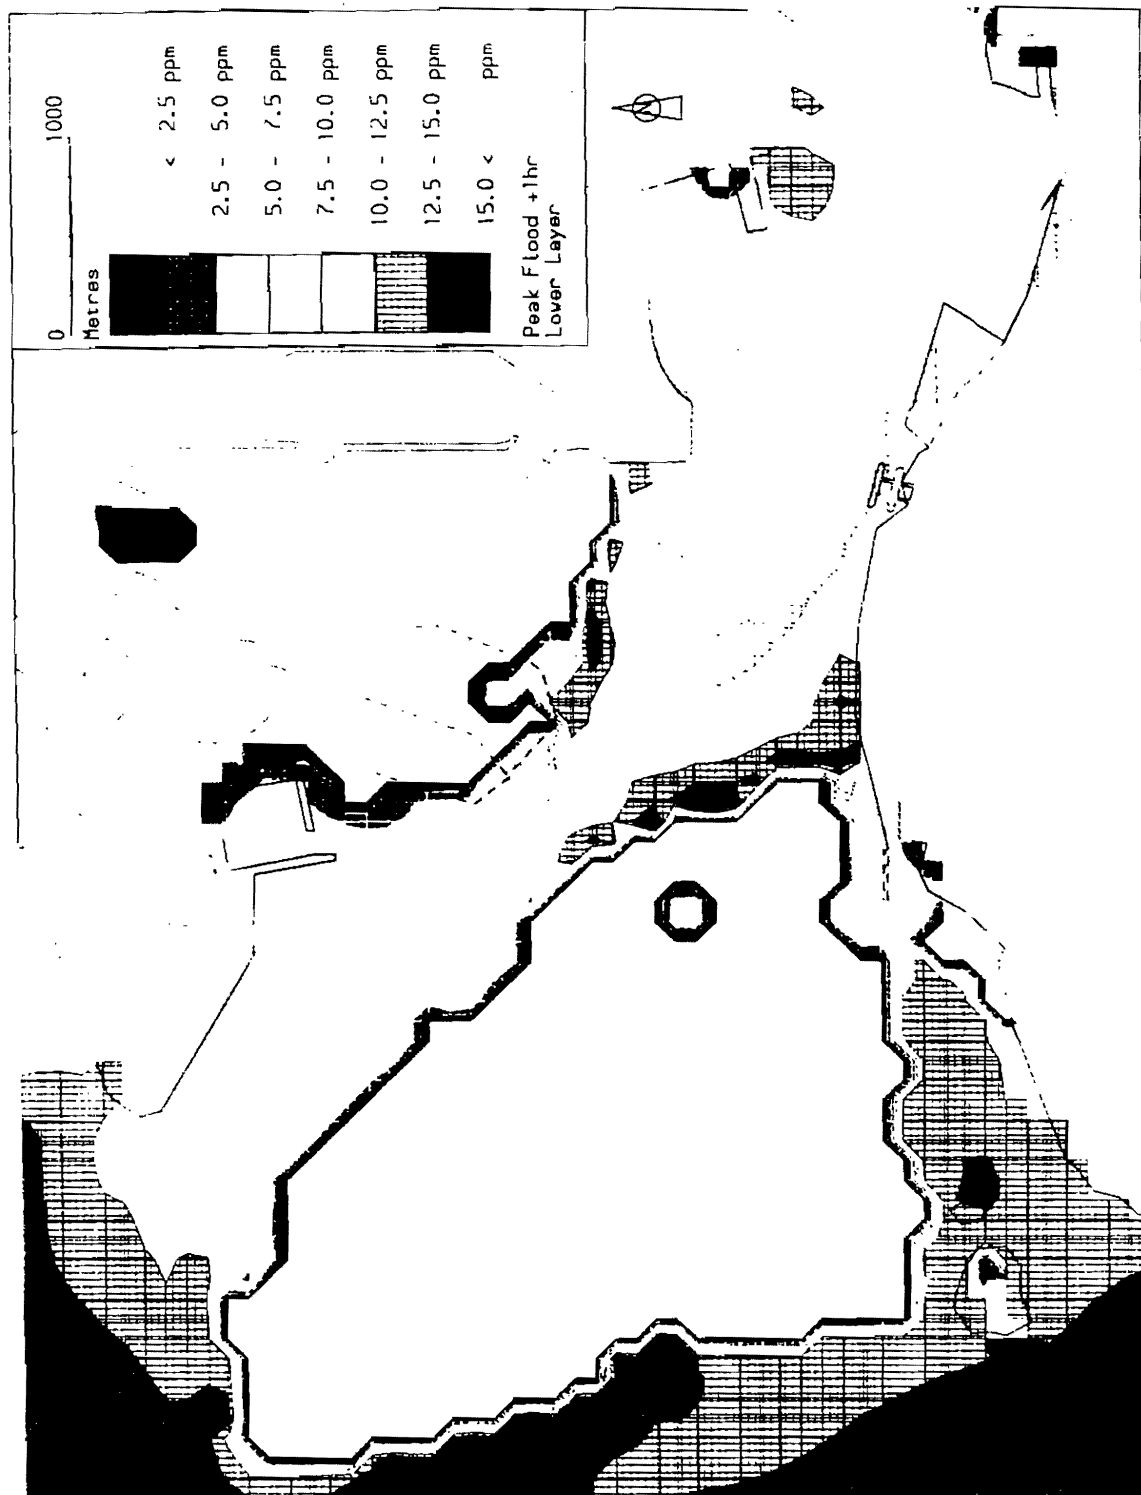 0 1000
Metres
< 2.5 ppm
2.5 - 5.0 ppm
5.0 - 7.5 ppm
7.5 - 10.0 ppm
10.0 - 12.5 ppm
12.5 - 15.0 ppm
15.0 < ppm
Peak Flood +1hr
Lower Layer
N